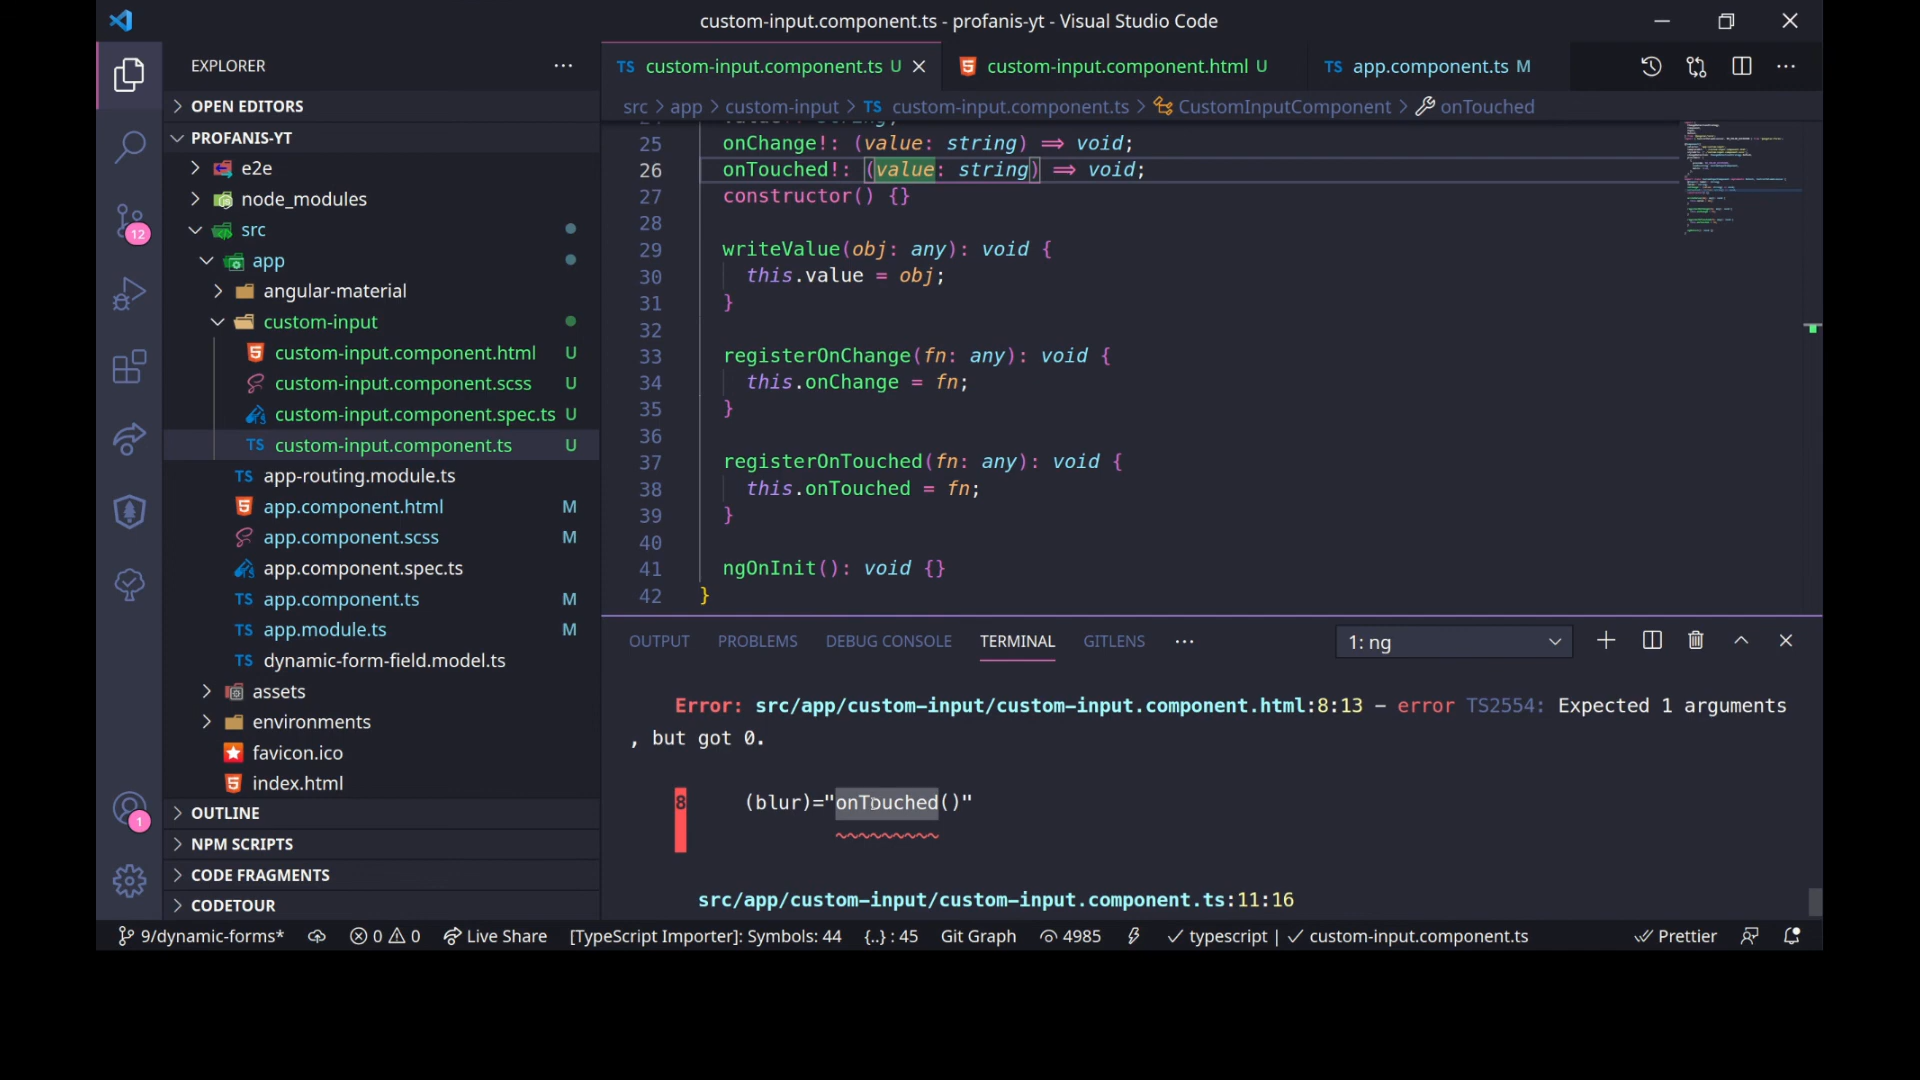 custom-input.component.ts - profanis-yt - Visual Studio Code
EXPLORER
TS custom-input.component.ts U
custom-input.component.html U
TS app.component.ts M
src > app > custom-input > TS custom-input.component.ts > CustomInputComponent > onTouched
OPEN EDITORS
PROFANIS-YT
e2e
node_modules
src
app
angular-material
custom-input
custom-input.component.html U
custom-input.component.scss U
custom-input.component.spec.ts U
TS custom-input.component.ts U
TS app-routing.module.ts
app.component.html M
app.component.scss M
app.component.spec.ts
TS app.component.ts M
TS app.module.ts M
TS dynamic-form-field.model.ts
assets
environments
favicon.ico
index.html
OUTLINE
NPM SCRIPTS
CODE FRAGMENTS
CODETOUR
12
1
25 onChange!: (value: string) => void;
26 onTouched!: (value: string) => void;
27 constructor() {}
28
29 writeValue(obj: any): void {
30 this.value = obj;
31 }
32
33 registerOnChange(fn: any): void {
34 this.onChange = fn;
35 }
36
37 registerOnTouched(fn: any): void {
38 this.onTouched = fn;
39 }
40
41 ngOnInit(): void {}
42 }
OUTPUT PROBLEMS DEBUG CONSOLE TERMINAL GITLENS ··· 1: ng
Error: src/app/custom-input/custom-input.component.html:8:13 - error TS2554: Expected 1 arguments
, but got 0.
8 (blur)="onTouched()"
~~~~~~~~~
src/app/custom-input/custom-input.component.ts:11:16
9/dynamic-forms* 0 0 Live Share [TypeScript Importer]: Symbols: 44 {..} : 45 Git Graph 4985 typescript | custom-input.component.ts Prettier